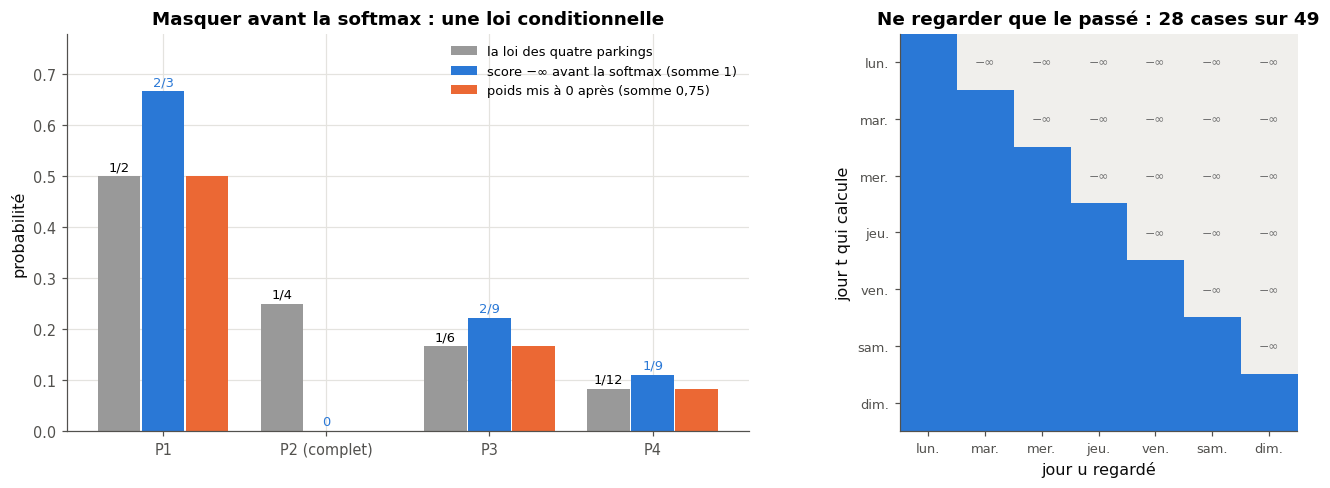 Masquer avant la softmax : une loi conditionnelle
la loi des quatre parkings
score −∞ avant la softmax (somme 1)
poids mis à 0 après (somme 0,75)
probabilité
0.7
0.6
0.5
0.4
0.3
0.2
0.1
0.0
1/2
2/3
1/4
0
1/6
2/9
1/12
1/9
P1
P2 (complet)
P3
P4
Ne regarder que le passé : 28 cases sur 49
jour t qui calcule
lun. −∞ −∞ −∞ −∞ −∞ −∞
mar. −∞ −∞ −∞ −∞ −∞
mer. −∞ −∞ −∞ −∞
jeu. −∞ −∞ −∞
ven. −∞ −∞
sam. −∞
dim.
lun. mar. mer. jeu. ven. sam. dim.
jour u regardé